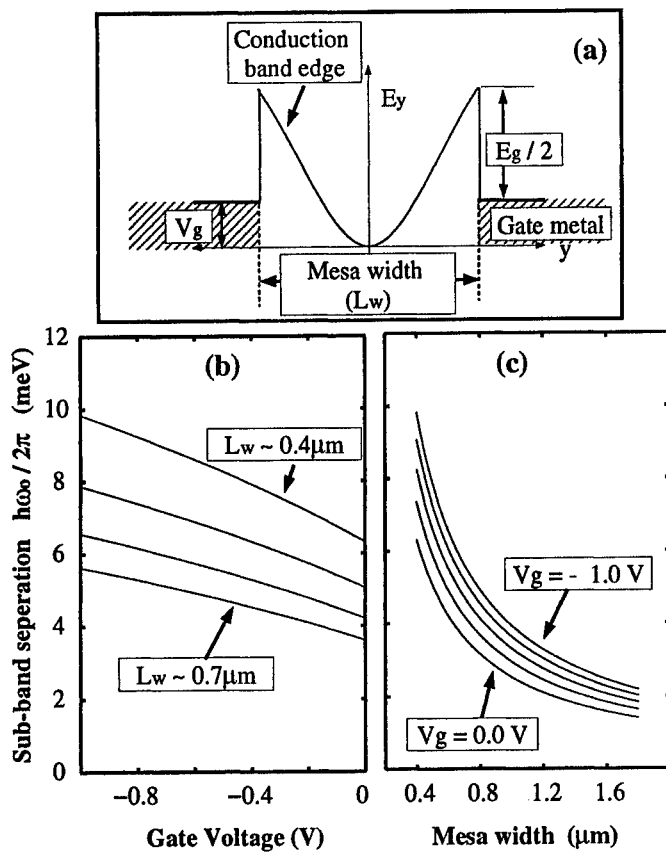 (a)
Conduction
band edge
Ey
Eg / 2
Vg
Gate metal
y
Mesa width
(Lw)
Sub-band seperation hωo / 2π (meV)
12
10
8
6
4
2
0
(b)
Lw ~ 0.4μm
Lw ~ 0.7μm
−0.8
−0.4
0
Gate Voltage (V)
(c)
Vg = - 1.0 V
Vg = 0.0 V
0.4
0.8
1.2
1.6
Mesa width (μm)